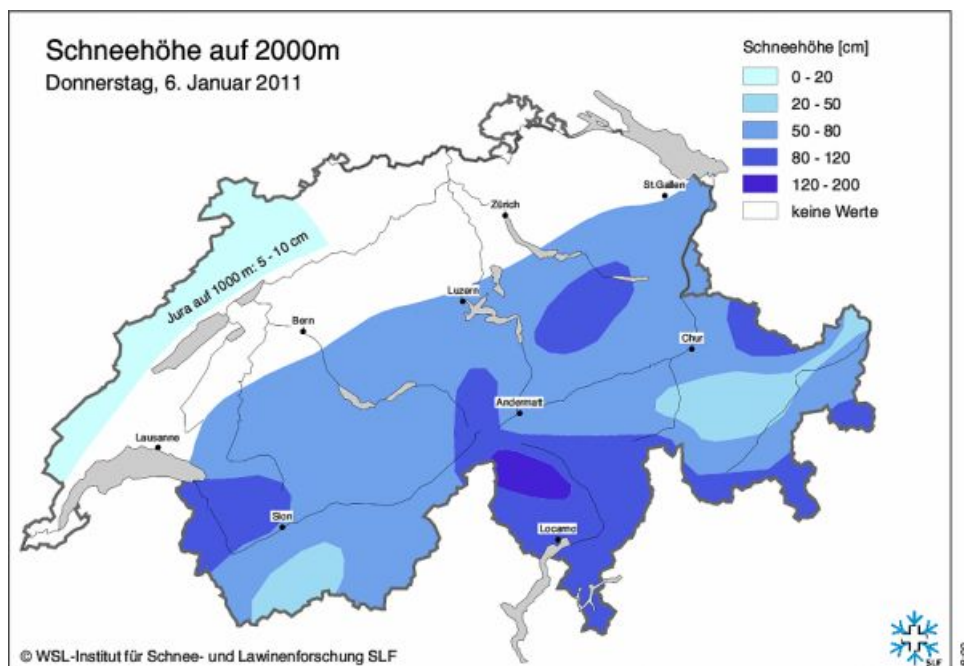 Schneehöhe auf 2000m
Donnerstag, 6. Januar 2011
Schneehöhe [cm]
0 - 20
20 - 50
50 - 80
80 - 120
120 - 200
keine Werte
St.Gallen
Zürich
Jura auf 1000 m: 5 - 10 cm
Luzern
Bern
Chur
Andermatt
Lausanne
Sion
Locarno
© WSL-Institut für Schnee- und Lawinenforschung SLF
SLF